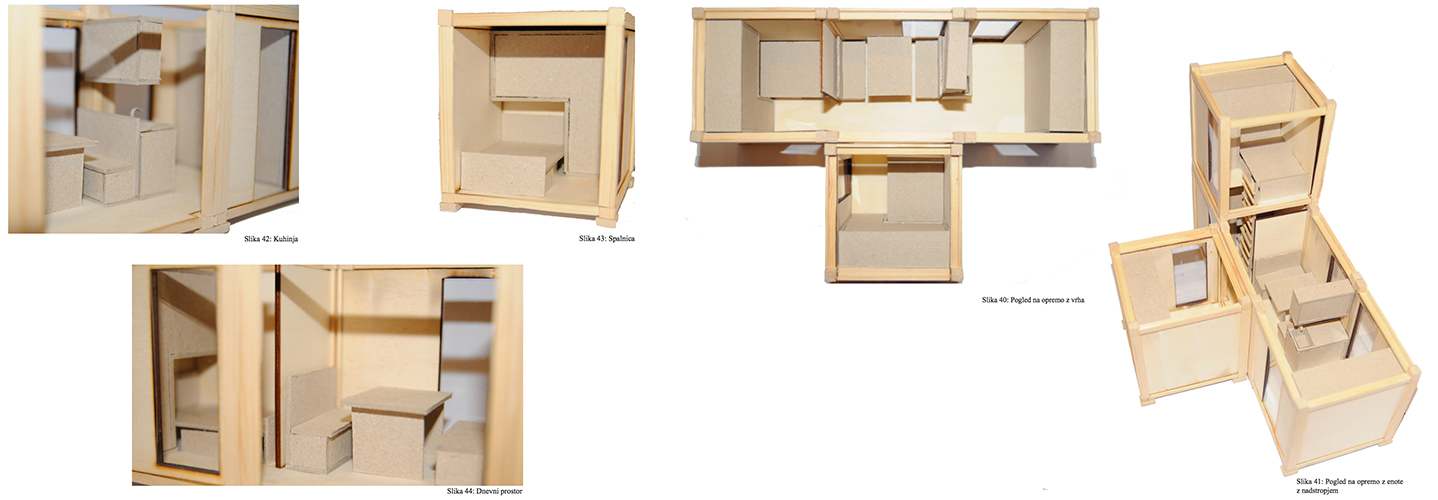 Slika 42: Kuhinja
Slika 43: Spalnica
Slika 40: Pogled na opremo z vrha
Slika 44: Dnevni prostor
Slika 41: Pogled na opremo z enote
z nadstropjem